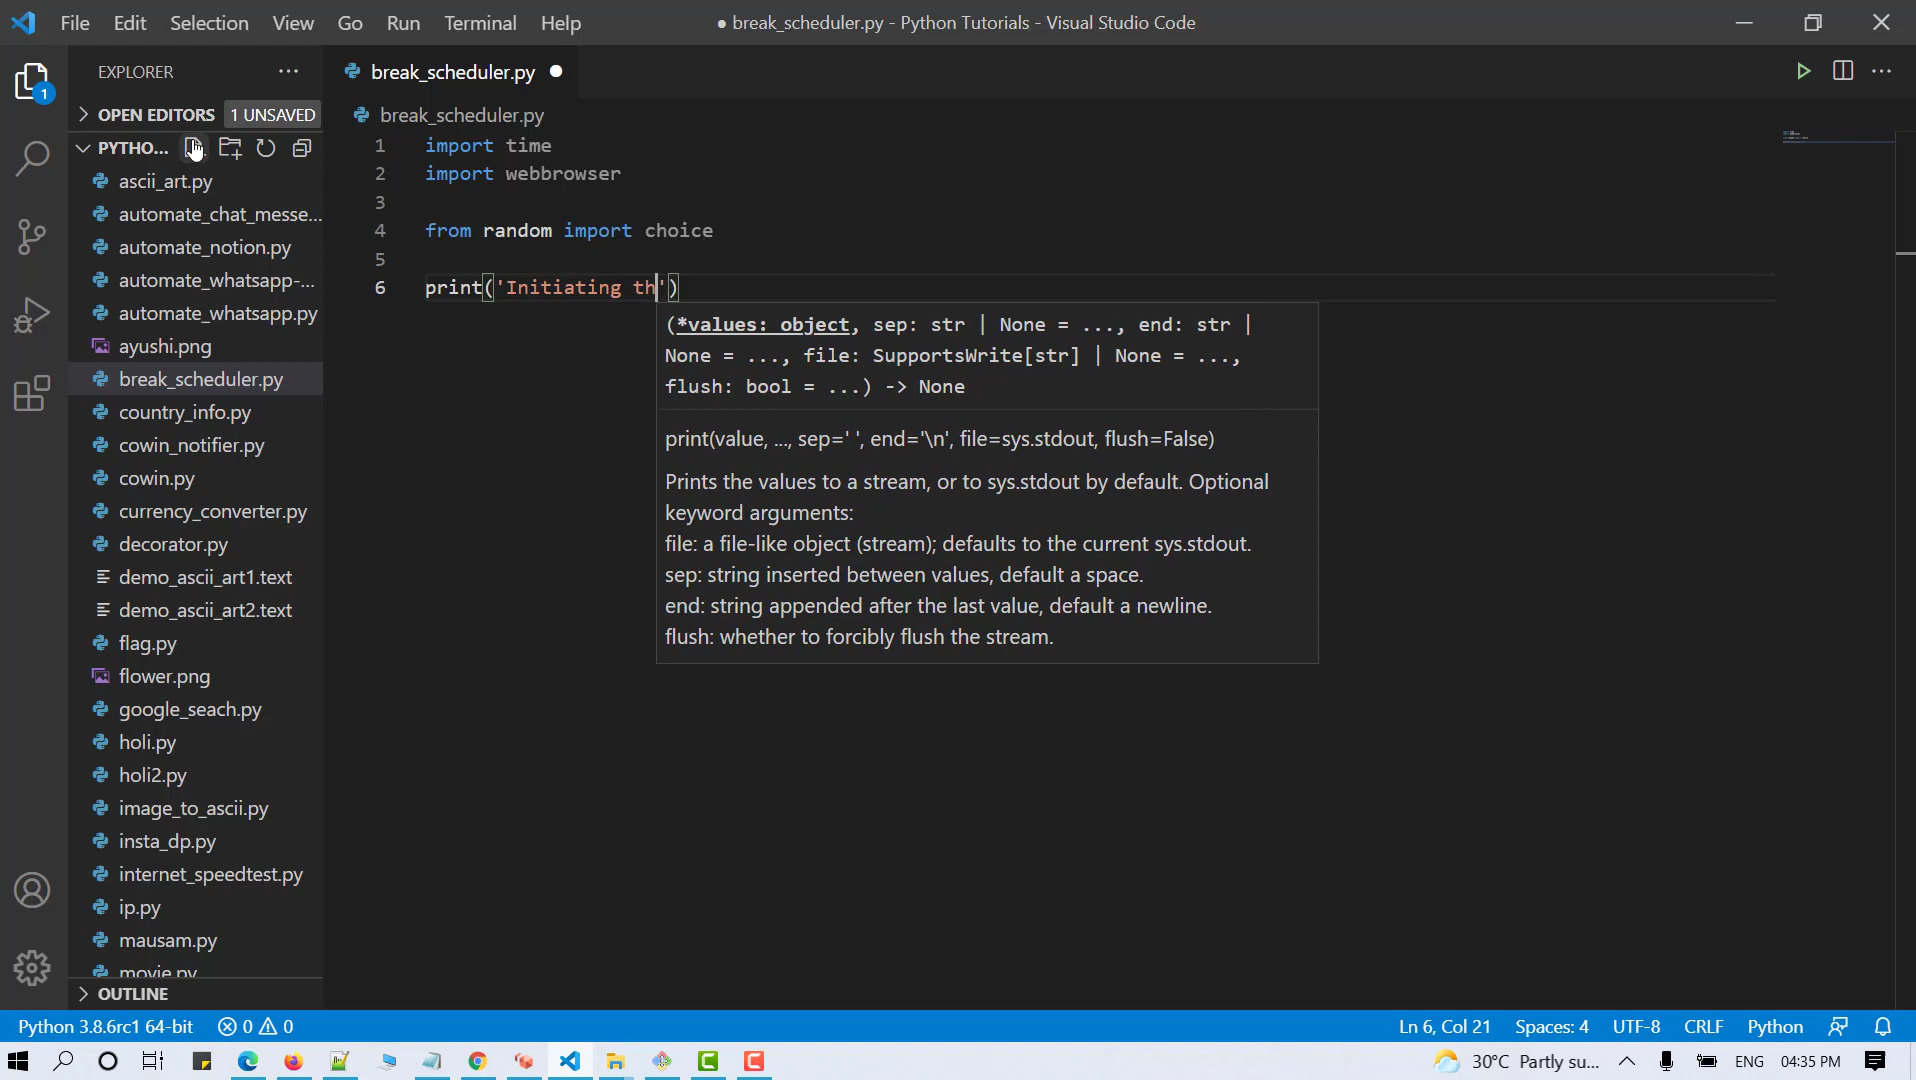 File Edit Selection View Go Run Terminal Help
● break_scheduler.py - Python Tutorials - Visual Studio Code
EXPLORER
OPEN EDITORS 1 UNSAVED
PYTHO...
ascii_art.py
automate_chat_messe...
automate_notion.py
automate_whatsapp-...
automate_whatsapp.py
ayushi.png
break_scheduler.py
country_info.py
cowin_notifier.py
cowin.py
currency_converter.py
decorator.py
demo_ascii_art1.text
demo_ascii_art2.text
flag.py
flower.png
google_seach.py
holi.py
holi2.py
image_to_ascii.py
insta_dp.py
internet_speedtest.py
ip.py
mausam.py
movie.py
OUTLINE
1
break_scheduler.py ●
break_scheduler.py
1 import time
2 import webbrowser
3
4 from random import choice
5
6 print('Initiating th')
(*values: object, sep: str | None = ..., end: str |
None = ..., file: SupportsWrite[str] | None = ...,
flush: bool = ...) -> None
print(value, ..., sep=' ', end='\n', file=sys.stdout, flush=False)
Prints the values to a stream, or to sys.stdout by default. Optional
keyword arguments:
file: a file-like object (stream); defaults to the current sys.stdout.
sep: string inserted between values, default a space.
end: string appended after the last value, default a newline.
flush: whether to forcibly flush the stream.
Python 3.8.6rc1 64-bit 0 0
Ln 6, Col 21 Spaces: 4 UTF-8 CRLF Python
30°C Partly su... ENG 04:35 PM